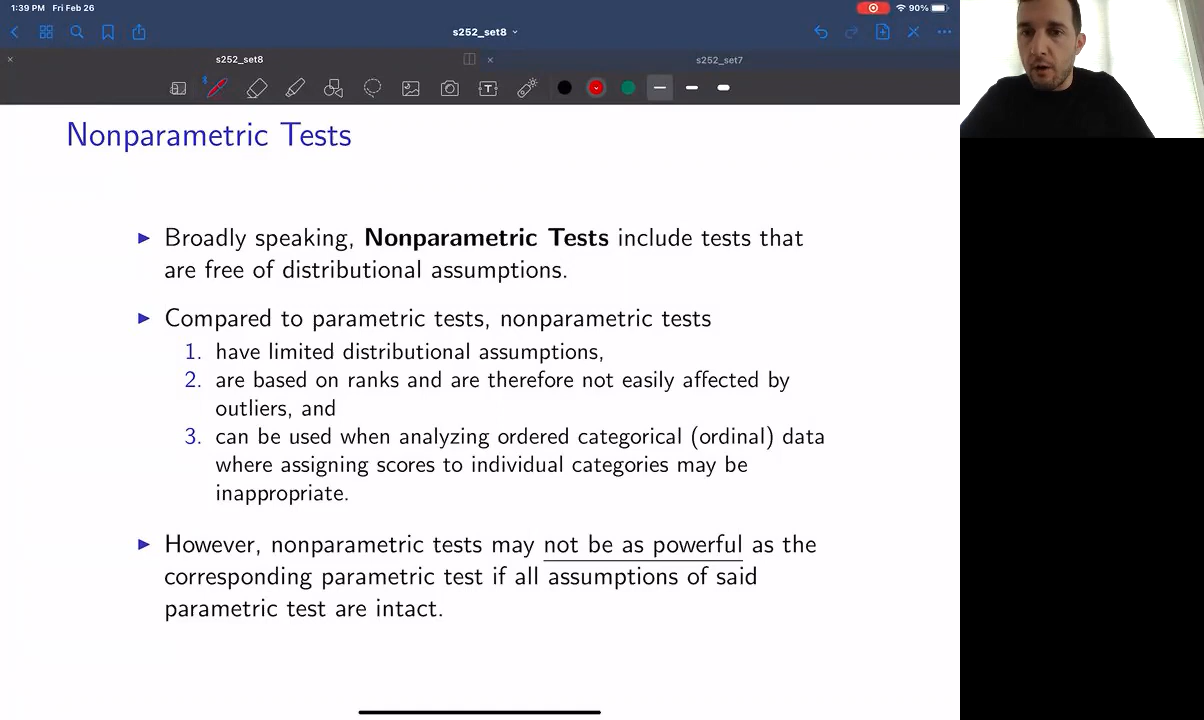 1:39 PM Fri Feb 26
90%
s252_set8
s252_set8
s252_set7
Nonparametric Tests
Broadly speaking, Nonparametric Tests include tests that
are free of distributional assumptions.
Compared to parametric tests, nonparametric tests
1. have limited distributional assumptions,
2. are based on ranks and are therefore not easily affected by
outliers, and
3. can be used when analyzing ordered categorical (ordinal) data
where assigning scores to individual categories may be
inappropriate.
However, nonparametric tests may not be as powerful as the
corresponding parametric test if all assumptions of said
parametric test are intact.